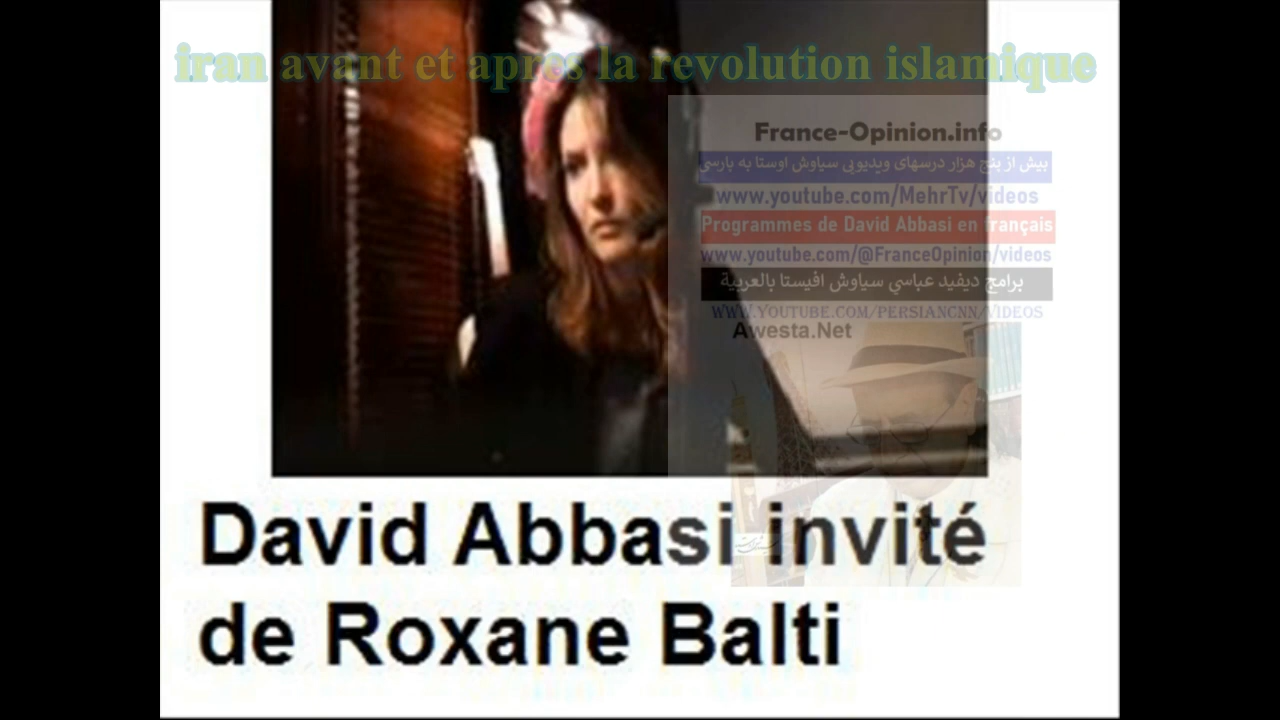 iran avant et apres la revolution islamique
France-Opinion.info
بیش از پنج هزار درسهای ویدیویی سیاوش اوستا به پارسی
www.youtube.com/MehrTv/videos
Programmes de David Abbasi en français
www.youtube.com/@FranceOpinion/videos
برامج ديفيد عباسي سياوش افيستا بالعربية
WWW.YOUTUBE.COM/PERSIANCNN/VIDEOS
Awesta.Net
David Abbasi invité
de Roxane Balti